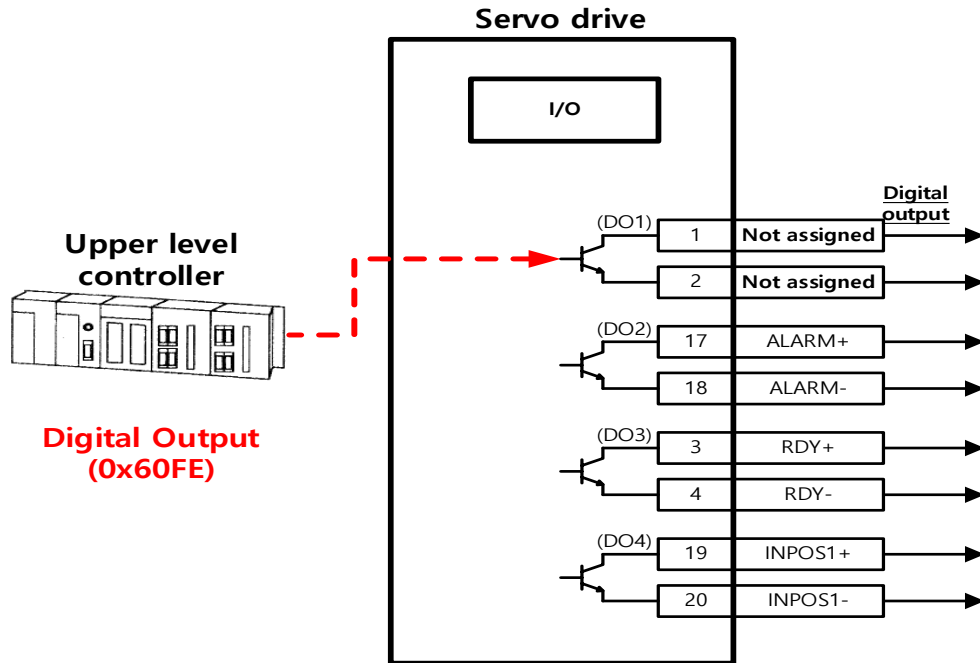 Servo drive
I/O
Digital
output
Upper level
controller
Digital Output
(0x60FE)
(DO1)
1
Not assigned
2
Not assigned
(DO2)
17
ALARM+
18
ALARM-
(DO3)
3
RDY+
4
RDY-
(DO4)
19
INPOS1+
20
INPOS1-